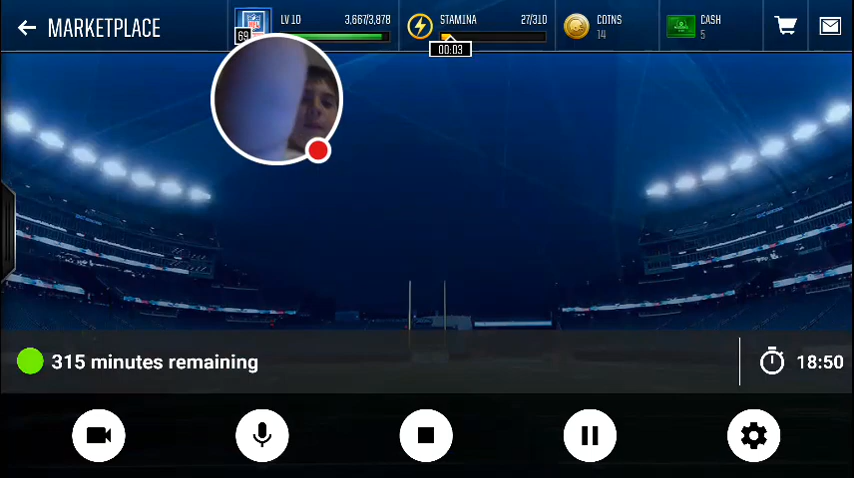 MARKETPLACE
NFL
69
LV 10
3,667/3,878
STAMINA
27/310
00:03
COINS
14
CASH
5
315 minutes remaining
18:50